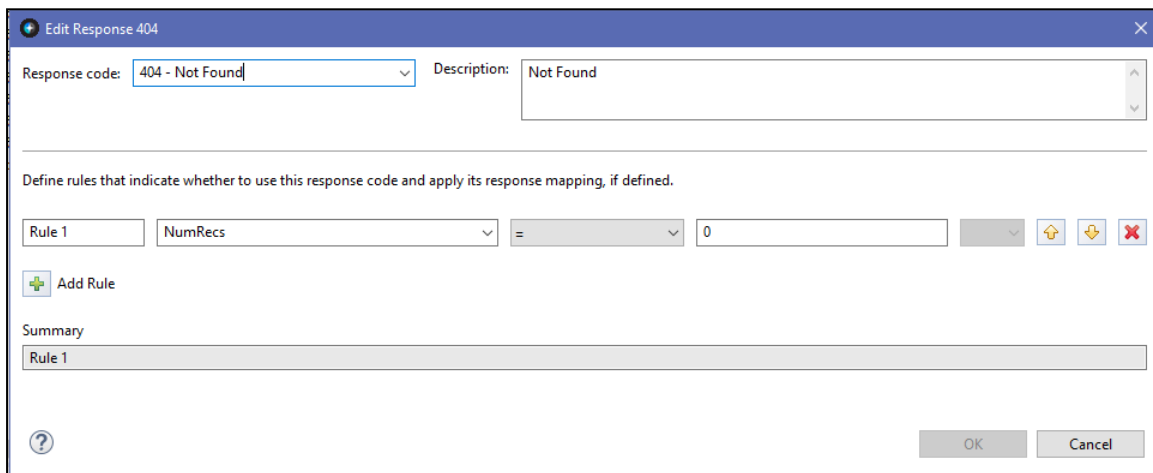 Edit Response 404
Response code: 404 - Not Found Description: Not Found
Define rules that indicate whether to use this response code and apply its response mapping, if defined.
Rule 1 NumRecs = 0
Add Rule
Summary
Rule 1
OK Cancel